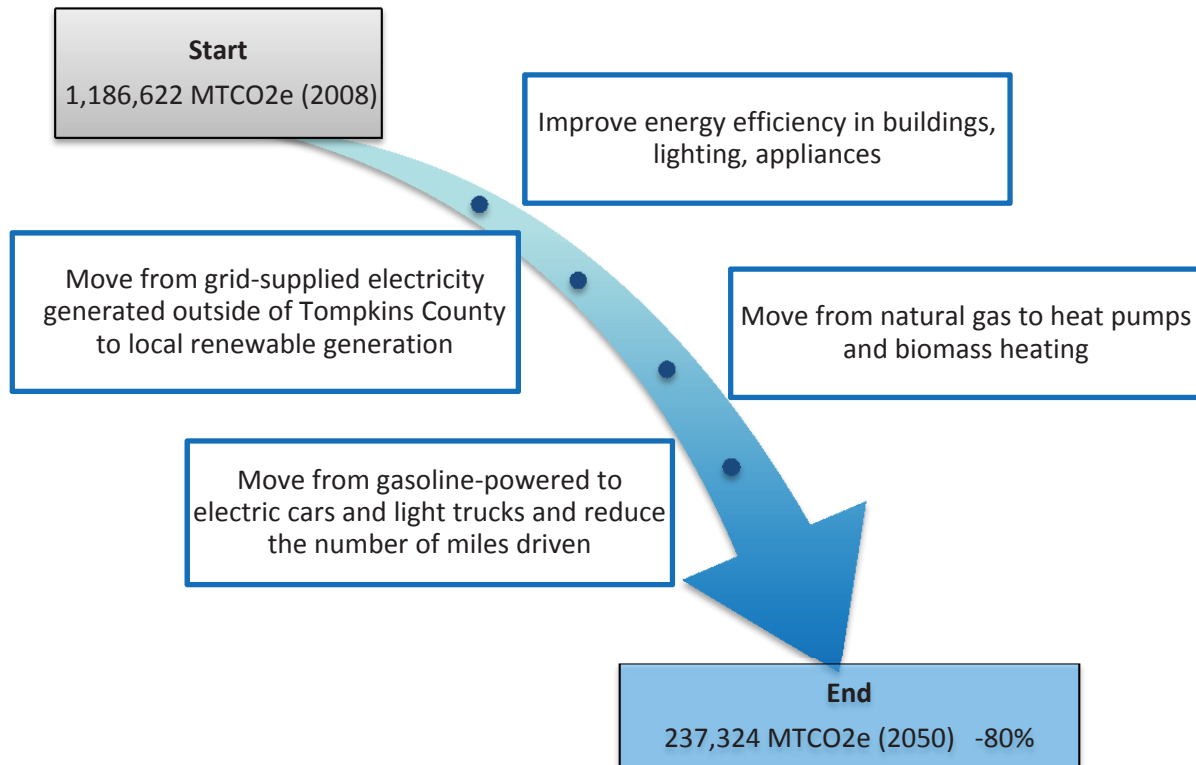 Start
1,186,622 MTCO2e (2008)
Improve energy efficiency in buildings,
lighting, appliances
Move from grid-supplied electricity
generated outside of Tompkins County
to local renewable generation
Move from natural gas to heat pumps
and biomass heating
Move from gasoline-powered to
electric cars and light trucks and reduce
the number of miles driven
End
237,324 MTCO2e (2050) -80%